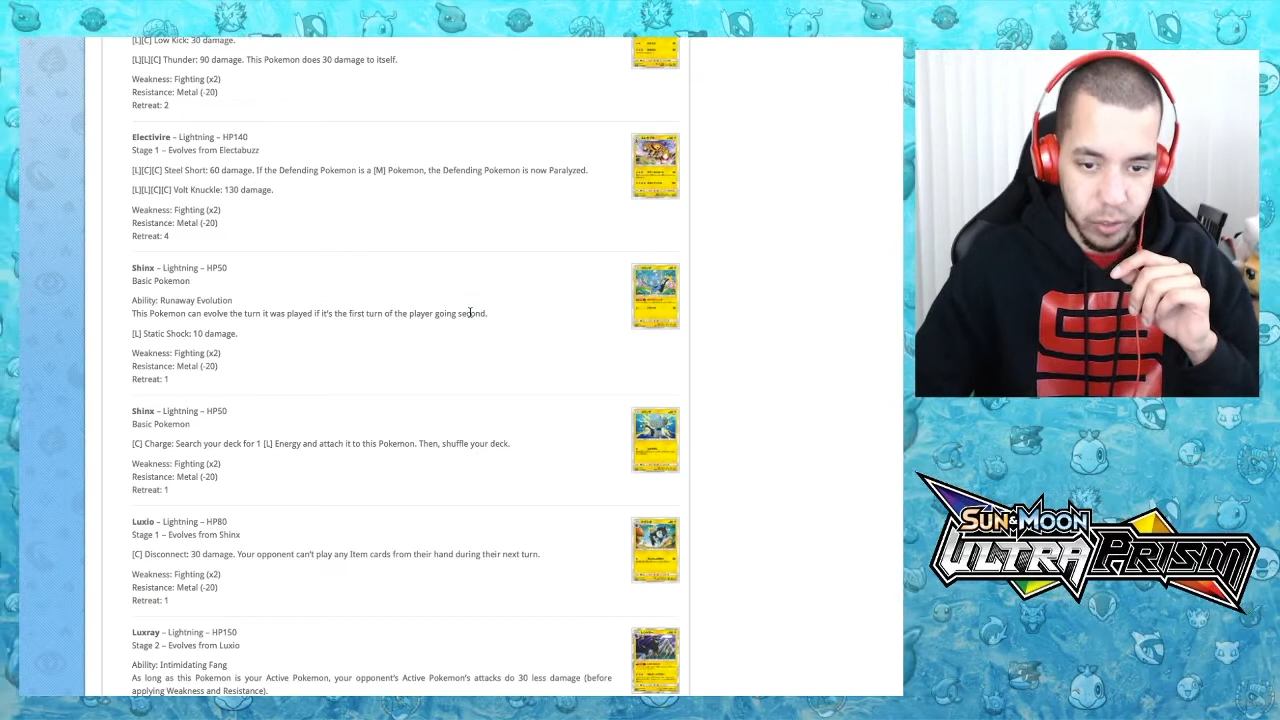 [L][C] Low Kick: 30 damage.
[L][L][C] Thunder: 90 damage. This Pokemon does 30 damage to itself.
Weakness: Fighting (x2)
Resistance: Metal (-20)
Retreat: 2
Electivire – Lightning – HP140
Stage 1 – Evolves from Electabuzz
[L][C][C] Steel Short: 60 damage. If the Defending Pokemon is a [M] Pokemon, the Defending Pokemon is now Paralyzed.
[L][L][C][C] Volt Knuckle: 130 damage.
Weakness: Fighting (x2)
Resistance: Metal (-20)
Retreat: 4
Shinx – Lightning – HP50
Basic Pokemon
Ability: Runaway Evolution
This Pokemon can evolve the turn it was played if it's the first turn of the player going second.
[L] Static Shock: 10 damage.
Weakness: Fighting (x2)
Resistance: Metal (-20)
Retreat: 1
Shinx – Lightning – HP50
Basic Pokemon
[C] Charge: Search your deck for 1 [L] Energy and attach it to this Pokemon. Then, shuffle your deck.
Weakness: Fighting (x2)
Resistance: Metal (-20)
Retreat: 1
Luxio – Lightning – HP80
Stage 1 – Evolves from Shinx
[C] Disconnect: 30 damage. Your opponent can't play any Item cards from their hand during their next turn.
Weakness: Fighting (x2)
Resistance: Metal (-20)
Retreat: 1
Luxray – Lightning – HP150
Stage 2 – Evolves from Luxio
Ability: Intimidating Fang
As long as this Pokemon is your Active Pokemon, your opponent's Active Pokemon's attacks do 30 less damage (before
applying Weakness and Resistance).
SUN & MOON
ULTRA PRISM